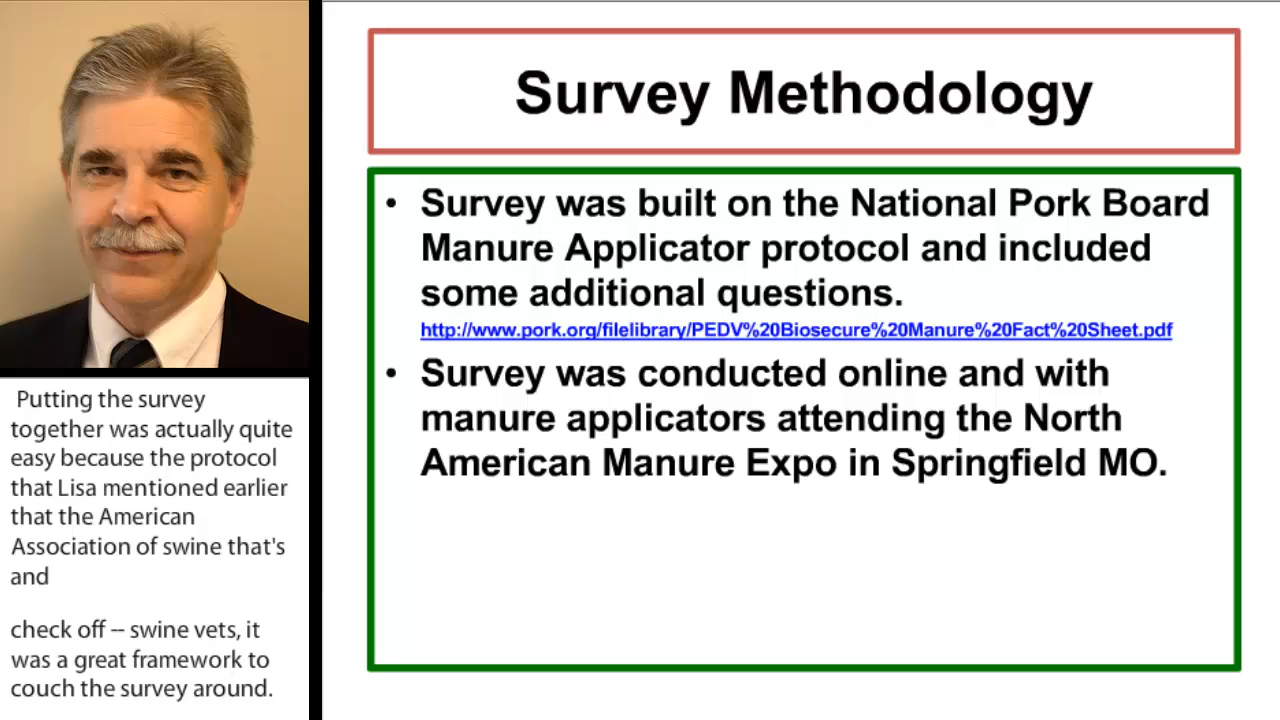 Survey Methodology
• Survey was built on the National Pork Board
Manure Applicator protocol and included
some additional questions.
http://www.pork.org/filelibrary/PEDV%20Biosecure%20Manure%20Fact%20Sheet.pdf
• Survey was conducted online and with
manure applicators attending the North
American Manure Expo in Springfield MO.
Putting the survey
together was actually quite
easy because the protocol
that Lisa mentioned earlier
that the American
Association of swine that's
and
check off -- swine vets, it
was a great framework to
couch the survey around.